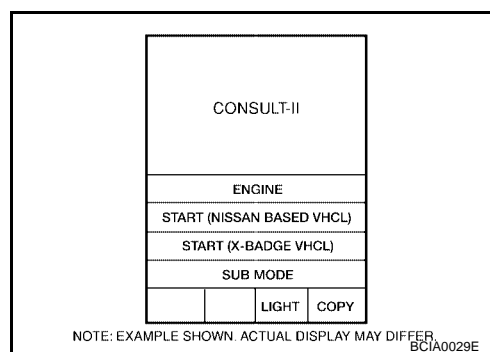 CONSULT-II
ENGINE
START (NISSAN BASED VHCL)
START (X-BADGE VHCL)
SUB MODE
LIGHT COPY
NOTE: EXAMPLE SHOWN. ACTUAL DISPLAY MAY DIFFER.
BCIA0029E